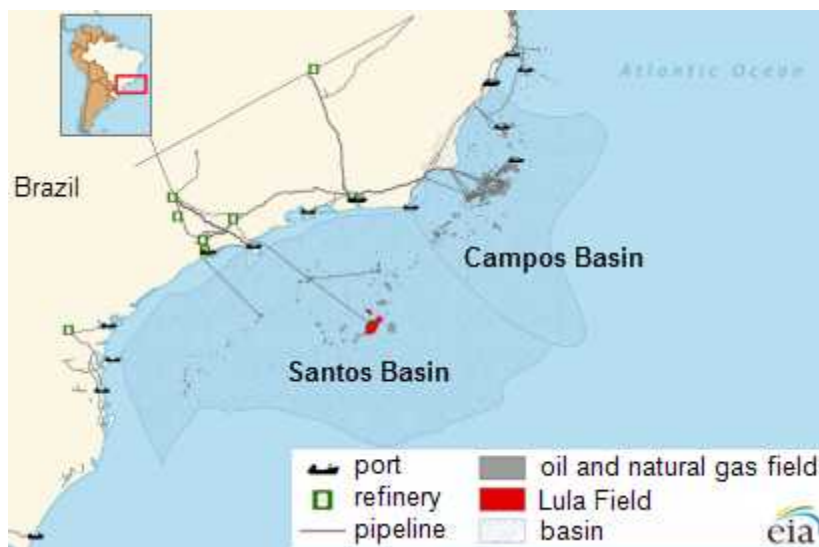 Atlantic Ocean
Brazil
Campos Basin
Santos Basin
port
oil and natural gas field
refinery
Lula Field
pipeline
basin
eia